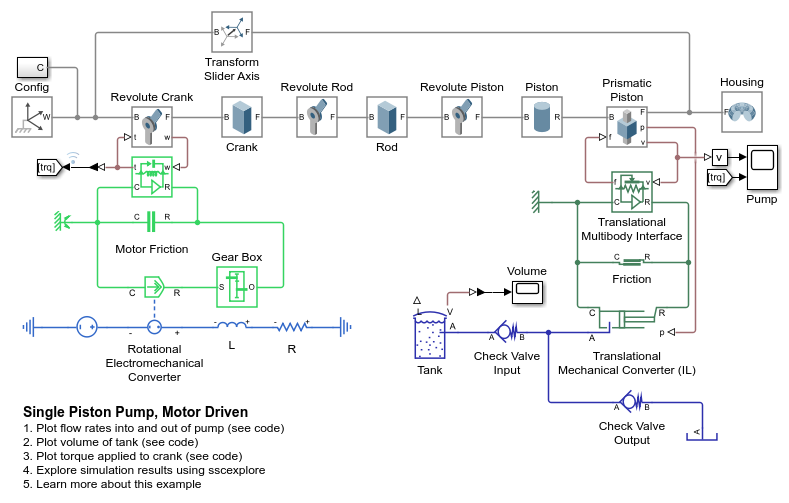 B
F
Transform
Slider Axis
C
Config
W
Revolute Crank
B
F
t
w
B
F
Crank
Revolute Rod
B
F
B
F
Rod
Revolute Piston
B
F
Piston
B
R
Prismatic
Piston
B
F
f
p
v
Housing
F
[trq]
t
w
C
R
v
[trq]
Pump
f
v
C
R
Translational
Multibody Interface
C
R
Motor Friction
C
R
Friction
Gear Box
S
O
C
R
Volume
V
L
A
C
R
A
p
- +
- +
- +
Rotational
Electromechanical
Converter
L
R
Tank
A
B
Check Valve
Input
Translational
Mechanical Converter (IL)
A
B
Check Valve
Output
A
Single Piston Pump, Motor Driven
1. Plot flow rates into and out of pump (see code)
2. Plot volume of tank (see code)
3. Plot torque applied to crank (see code)
4. Explore simulation results using sscexplore
5. Learn more about this example